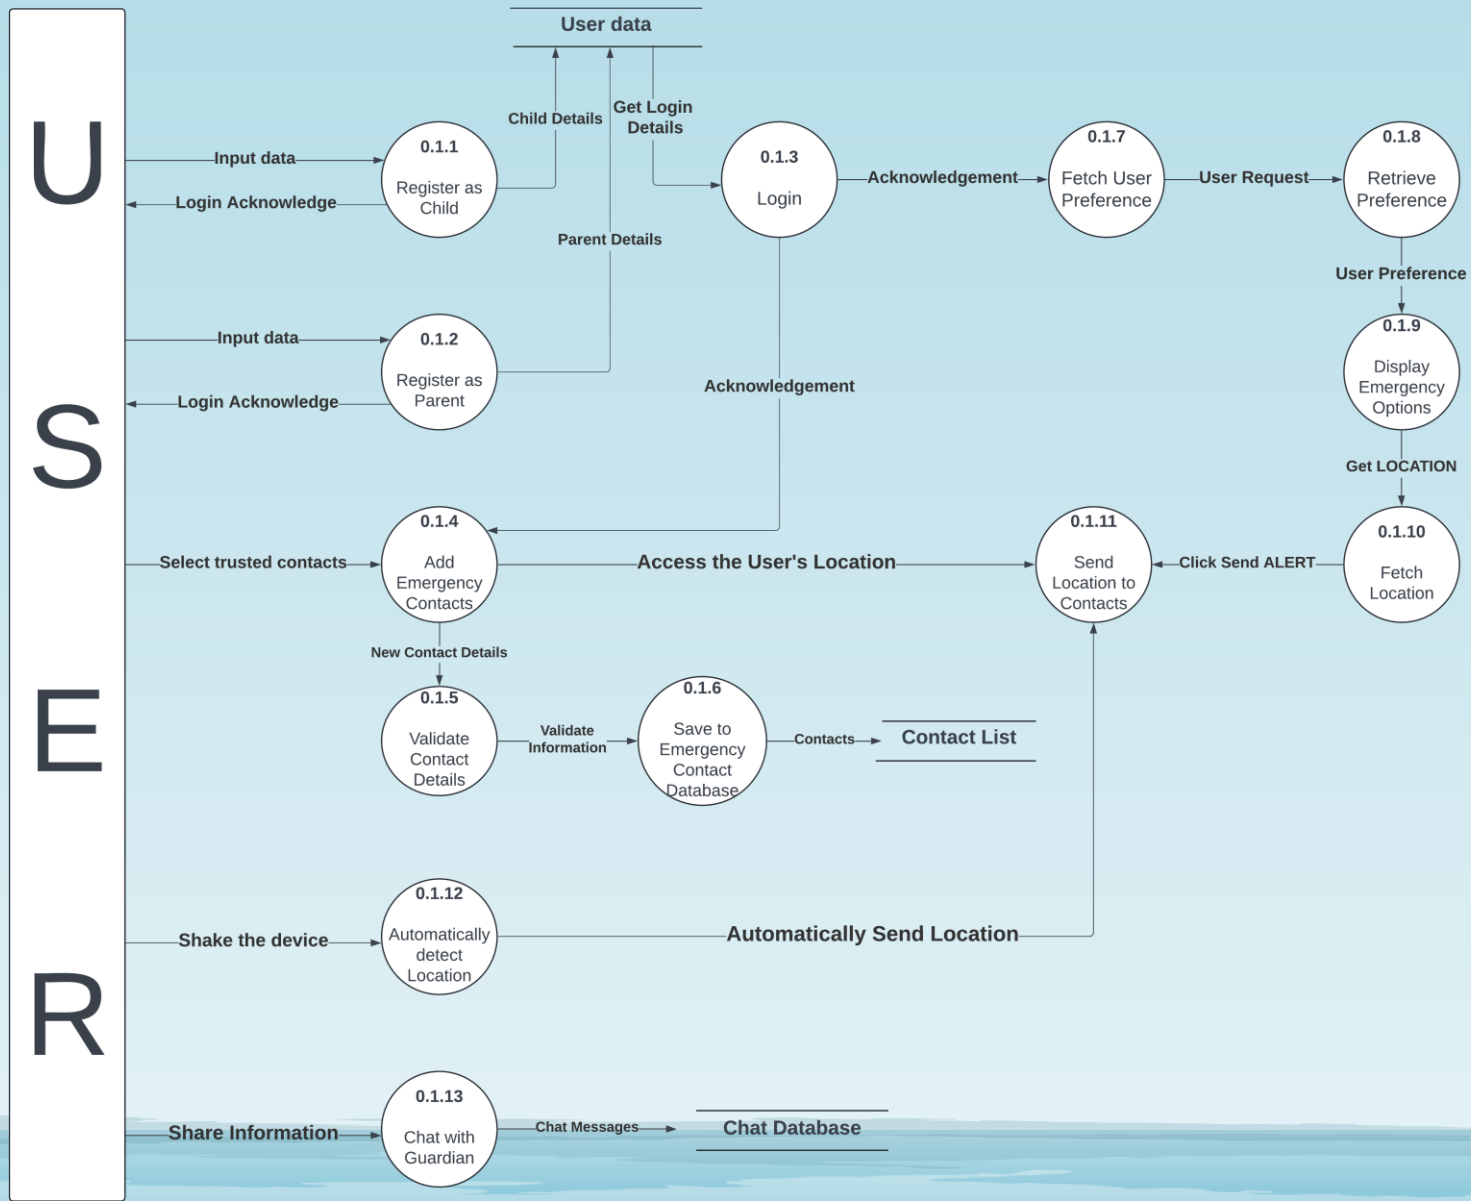 U
S
E
R
User data
Child Details
Get Login
Details
Input data
0.1.1
Register as
Child
Login Acknowledge
0.1.3
Login
Acknowledgement
0.1.7
Fetch User
Preference
User Request
0.1.8
Retrieve
Preference
Parent Details
User Preference
Input data
0.1.2
Register as
Parent
Login Acknowledge
Acknowledgement
0.1.9
Display
Emergency
Options
Get LOCATION
Select trusted contacts
0.1.4
Add
Emergency
Contacts
Access the User's Location
0.1.11
Send
Location to
Contacts
Click Send ALERT
0.1.10
Fetch
Location
New Contact Details
0.1.5
Validate
Contact
Details
Validate
Information
0.1.6
Save to
Emergency
Contact
Database
Contacts
Contact List
Shake the device
0.1.12
Automatically
detect
Location
Automatically Send Location
Share Information
0.1.13
Chat with
Guardian
Chat Messages
Chat Database